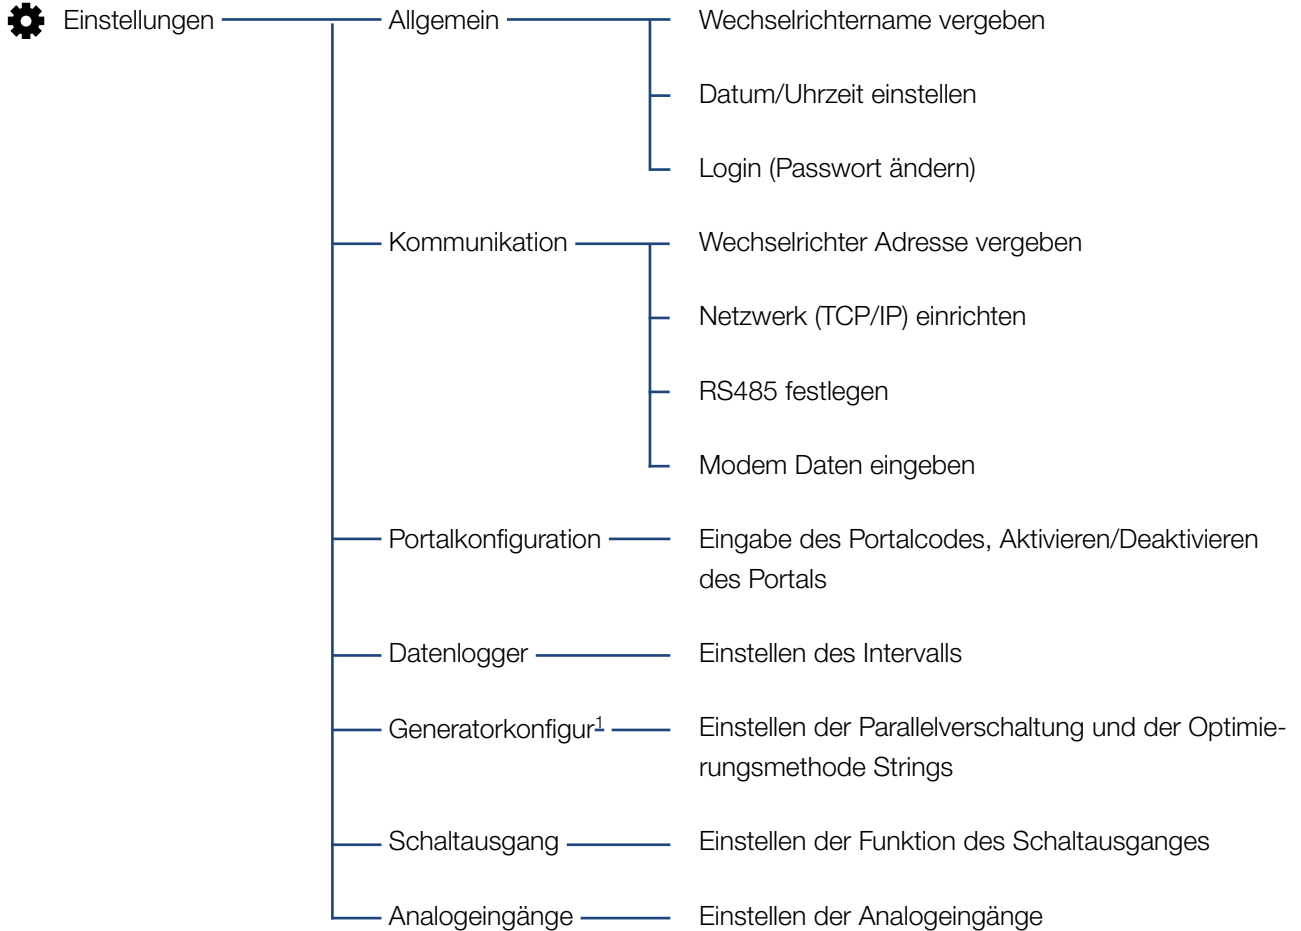 Einstellungen Allgemein Wechselrichtername vergeben
Datum/Uhrzeit einstellen
Login (Passwort ändern)
Kommunikation Wechselrichter Adresse vergeben
Netzwerk (TCP/IP) einrichten
RS485 festlegen
Modem Daten eingeben
Portalkonfiguration Eingabe des Portalcodes, Aktivieren/Deaktivieren
des Portals
Datenlogger Einstellen des Intervalls
Generatorkonfigur1 Einstellen der Parallelverschaltung und der Optimie-
rungsmethode Strings
Schaltausgang Einstellen der Funktion des Schaltausganges
Analogeingänge Einstellen der Analogeingänge